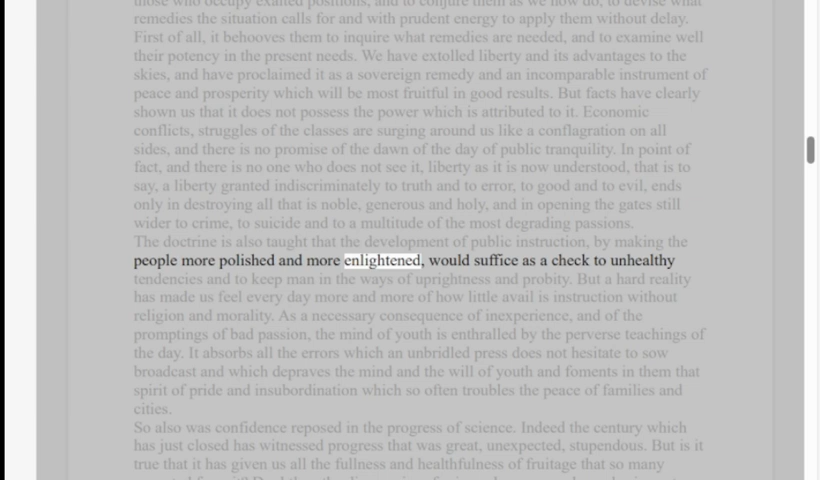 those who occupy exalted positions, and to conjure them as we now do, to devise what
remedies the situation calls for and with prudent energy to apply them without delay.
First of all, it behooves them to inquire what remedies are needed, and to examine well
their potency in the present needs. We have extolled liberty and its advantages to the
skies, and have proclaimed it as a sovereign remedy and an incomparable instrument of
peace and prosperity which will be most fruitful in good results. But facts have clearly
shown us that it does not possess the power which is attributed to it. Economic
conflicts, struggles of the classes are surging around us like a conflagration on all
sides, and there is no promise of the dawn of the day of public tranquility. In point of
fact, and there is no one who does not see it, liberty as it is now understood, that is to
say, a liberty granted indiscriminately to truth and to error, to good and to evil, ends
only in destroying all that is noble, generous and holy, and in opening the gates still
wider to crime, to suicide and to a multitude of the most degrading passions.
The doctrine is also taught that the development of public instruction, by making the
people more polished and more enlightened, would suffice as a check to unhealthy
tendencies and to keep man in the ways of uprightness and probity. But a hard reality
has made us feel every day more and more of how little avail is instruction without
religion and morality. As a necessary consequence of inexperience, and of the
promptings of bad passion, the mind of youth is enthralled by the perverse teachings of
the day. It absorbs all the errors which an unbridled press does not hesitate to sow
broadcast and which depraves the mind and the will of youth and foments in them that
spirit of pride and insubordination which so often troubles the peace of families and
cities.
So also was confidence reposed in the progress of science. Indeed the century which
has just closed has witnessed progress that was great, unexpected, stupendous. But is it
true that it has given us all the fullness and healthfulness of fruitage that so many